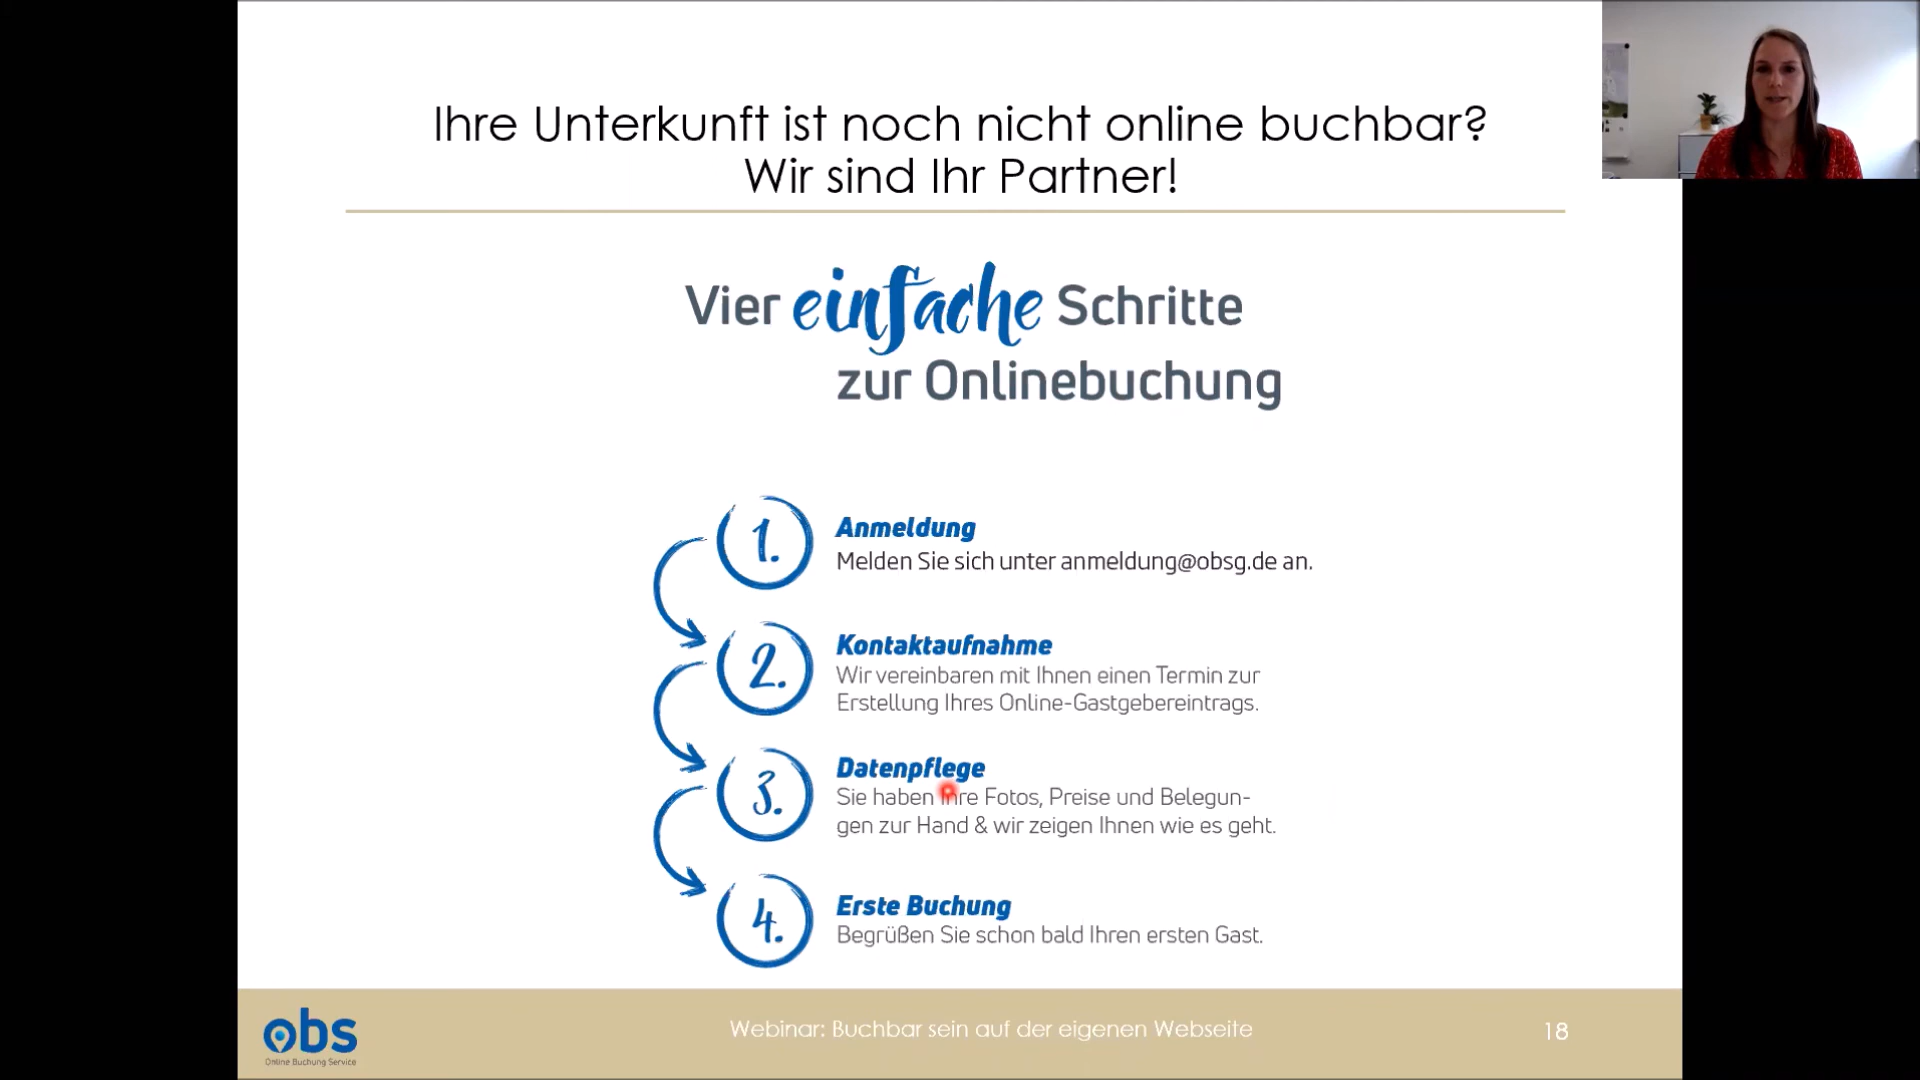 Ihre Unterkunft ist noch nicht online buchbar?
Wir sind Ihr Partner!
Vier einfache Schritte
zur Onlinebuchung
1.
Anmeldung
Melden Sie sich unter anmeldung@obsg.de an.
2.
Kontaktaufnahme
Wir vereinbaren mit Ihnen einen Termin zur
Erstellung Ihres Online-Gastgebereintrags.
3.
Datenpflege
Sie haben Ihre Fotos, Preise und Belegun-
gen zur Hand & wir zeigen Ihnen wie es geht.
4.
Erste Buchung
Begrüßen Sie schon bald Ihren ersten Gast.
obs
Online Buchung Service
Webinar: Buchbar sein auf der eigenen Webseite
18